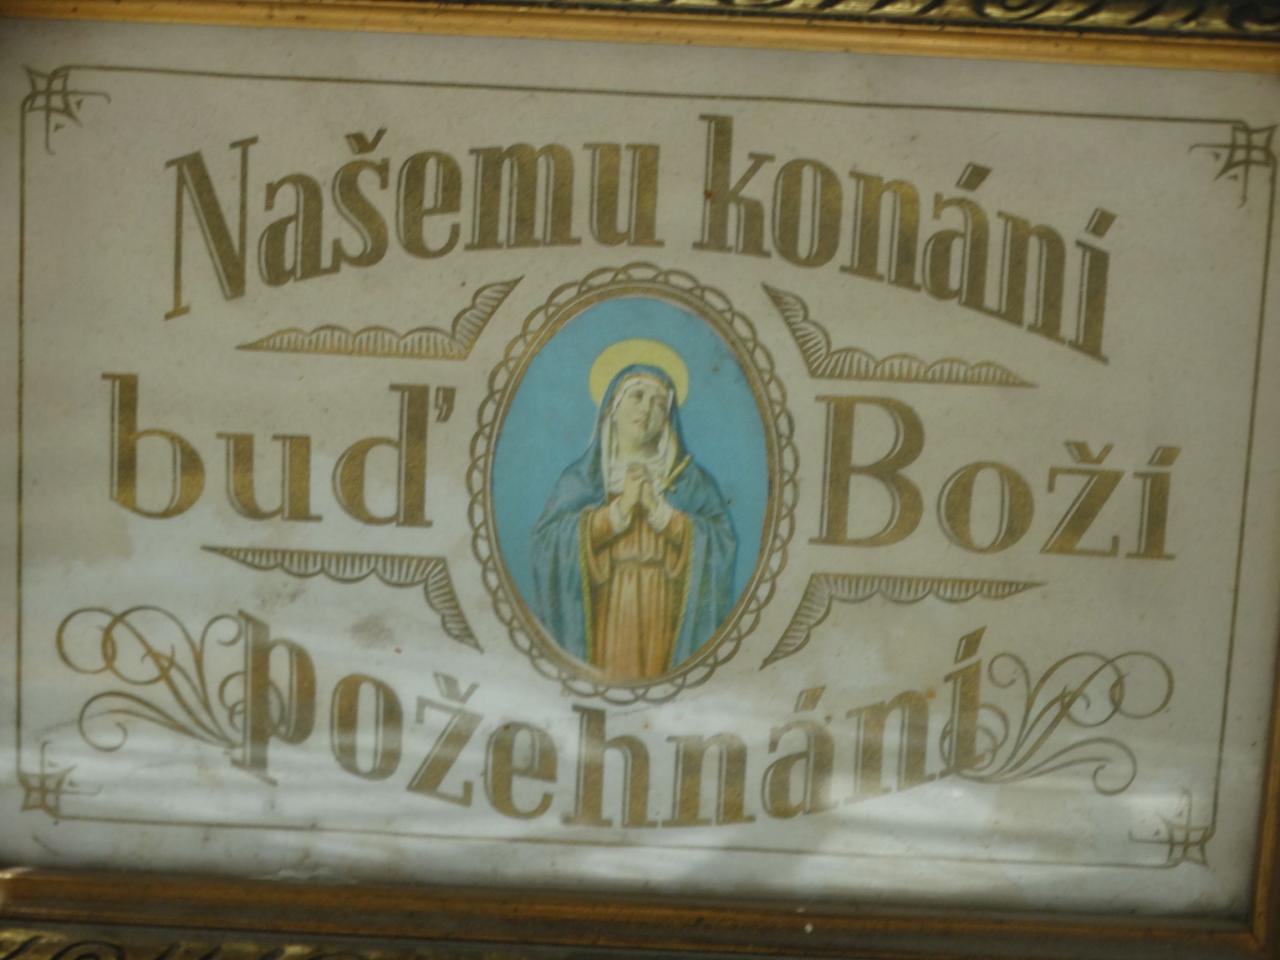 Našemu konání
buď Boží
požehnání